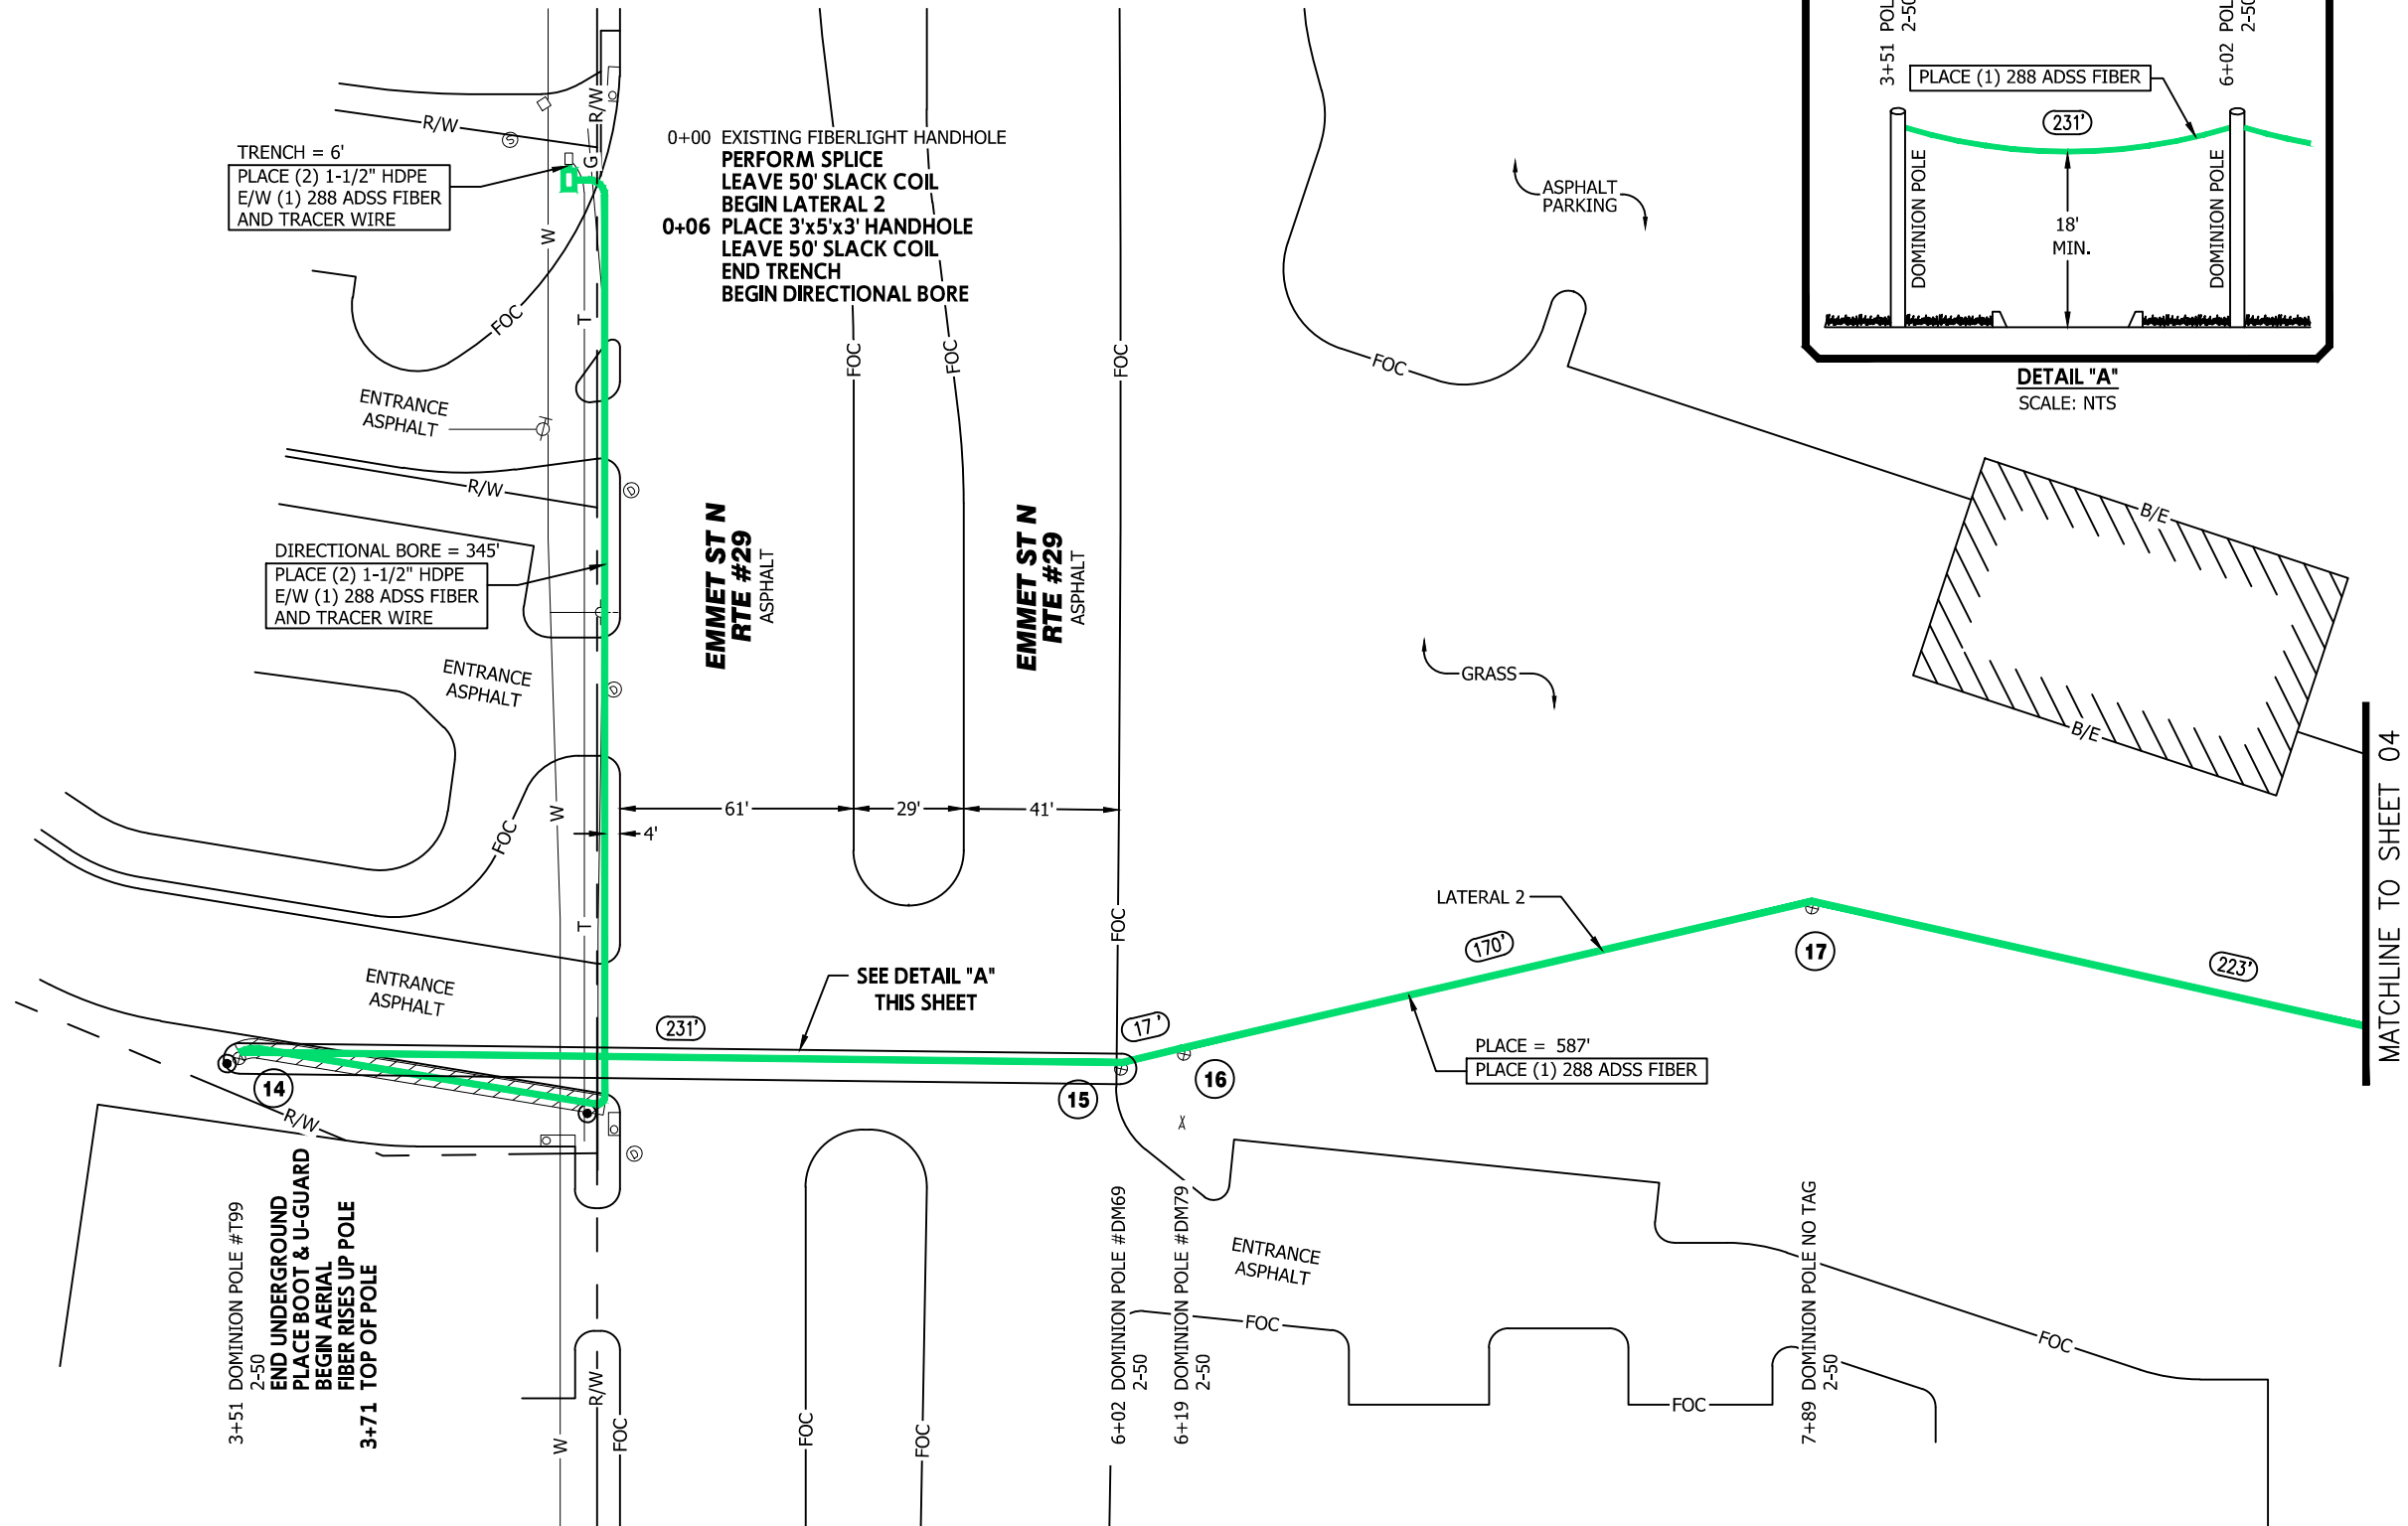 TRENCH = 6'
PLACE (2) 1-1/2" HDPE
E/W (1) 288 ADSS FIBER
AND TRACER WIRE
R/W
R/W
S
G
W
T
FOC
0+00 EXISTING FIBERLIGHT HANDHOLE
PERFORM SPLICE
LEAVE 50' SLACK COIL
BEGIN LATERAL 2
0+06 PLACE 3'x5'x3' HANDHOLE
LEAVE 50' SLACK COIL
END TRENCH
BEGIN DIRECTIONAL BORE
FOC
FOC
FOC
ASPHALT
PARKING
FOC
3+51 POL
2-50
6+02 POL
2-50
PLACE (1) 288 ADSS FIBER
231'
DOMINION POLE
DOMINION POLE
18'
MIN.
DETAIL "A"
SCALE: NTS
ENTRANCE
ASPHALT
R/W
D
DIRECTIONAL BORE = 345'
PLACE (2) 1-1/2" HDPE
E/W (1) 288 ADSS FIBER
AND TRACER WIRE
EMMET ST N
RTE #29
ASPHALT
EMMET ST N
RTE #29
ASPHALT
B/E
B/E
GRASS
ENTRANCE
ASPHALT
D
W
FOC
61'
29'
41'
4'
T
FOC
MATCHLINE TO SHEET 04
LATERAL 2
170'
17
223'
ENTRANCE
ASPHALT
SEE DETAIL "A"
THIS SHEET
231'
17'
PLACE = 587'
PLACE (1) 288 ADSS FIBER
14
15
16
R/W
D
3+51 DOMINION POLE #T99
2-50
END UNDERGROUND
PLACE BOOT & U-GUARD
BEGIN AERIAL
FIBER RISES UP POLE
3+71 TOP OF POLE
6+02 DOMINION POLE #DM69
2-50
6+19 DOMINION POLE #DM79
2-50
7+89 DOMINION POLE NO TAG
2-50
ENTRANCE
ASPHALT
FOC
FOC
FOC
R/W
W
FOC
FOC
FOC